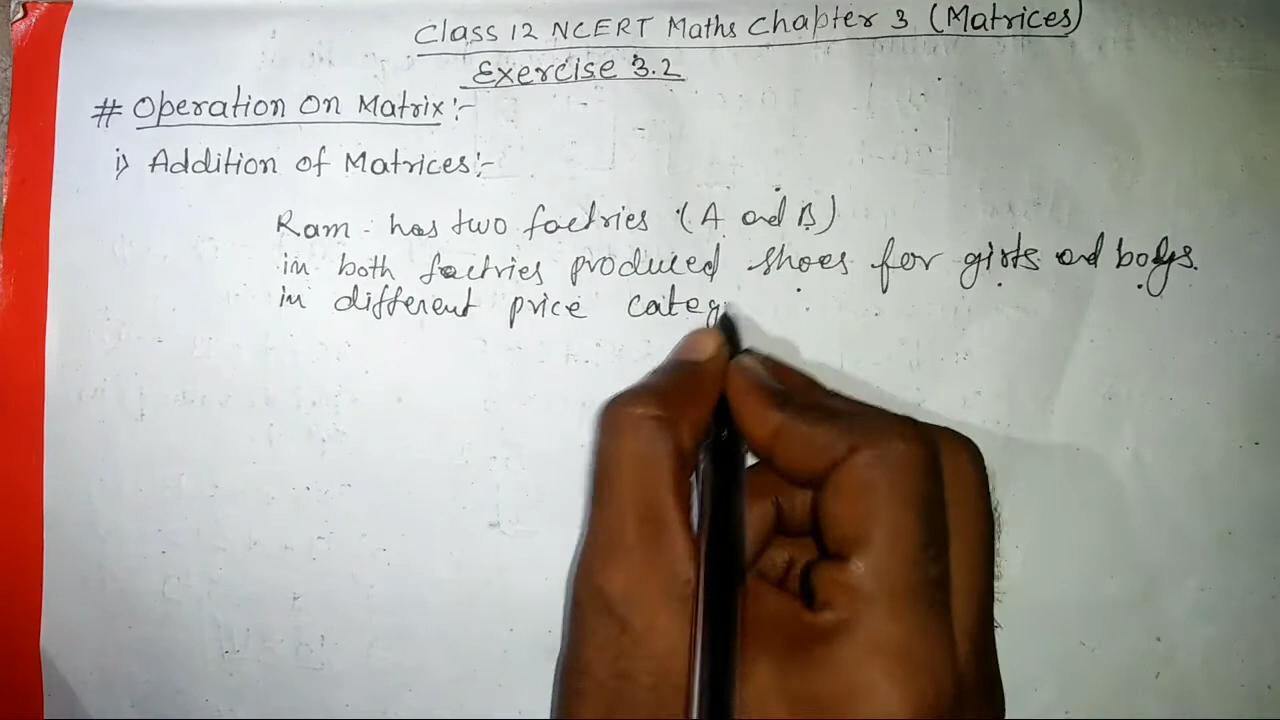 Class 12 NCERT Maths Chapter 3 (Matrices)
Exercise 3.2
# Operation On Matrix :-
i) Addition of Matrices :-
Ram has two factries (A and B)
in both factries produced shoes for girls and boys.
in different price categ